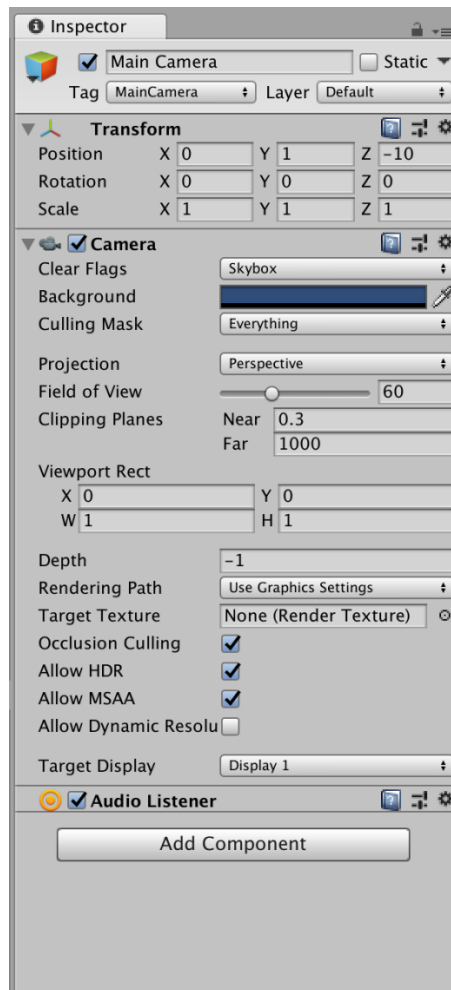 Inspector
Main Camera Static
Tag MainCamera Layer Default
Transform
Position X 0 Y 1 Z -10
Rotation X 0 Y 0 Z 0
Scale X 1 Y 1 Z 1
Camera
Clear Flags Skybox
Background
Culling Mask Everything
Projection Perspective
Field of View 60
Clipping Planes Near 0.3
Far 1000
Viewport Rect
X 0 Y 0
W 1 H 1
Depth -1
Rendering Path Use Graphics Settings
Target Texture None (Render Texture)
Occlusion Culling
Allow HDR
Allow MSAA
Allow Dynamic Resolu
Target Display Display 1
Audio Listener
Add Component